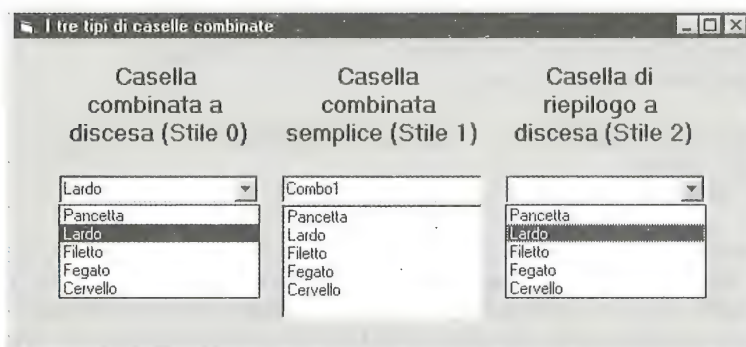 I tre tipi di caselle combinate
Casella
combinata a
discesa (Stile 0)
Casella
combinata
semplice (Stile 1)
Casella di
riepilogo a
discesa (Stile 2)
Lardo
Pancetta
Lardo
Filetto
Fegato
Cervello
Combo1
Pancetta
Lardo
Filetto
Fegato
Cervello
Pancetta
Lardo
Filetto
Fegato
Cervello